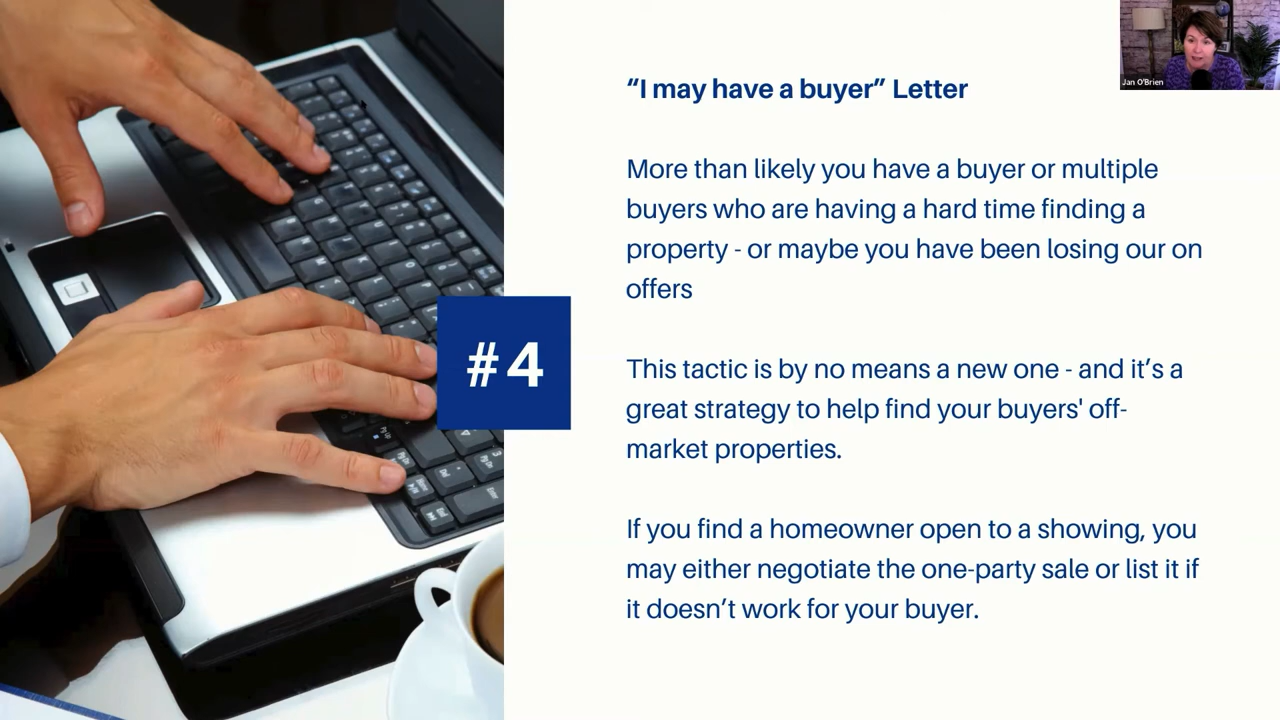 “I may have a buyer” Letter
Jan O'Brien
More than likely you have a buyer or multiple
buyers who are having a hard time finding a
property - or maybe you have been losing our on
offers
#4
This tactic is by no means a new one - and it’s a
great strategy to help find your buyers' off-
market properties.
If you find a homeowner open to a showing, you
may either negotiate the one-party sale or list it if
it doesn’t work for your buyer.